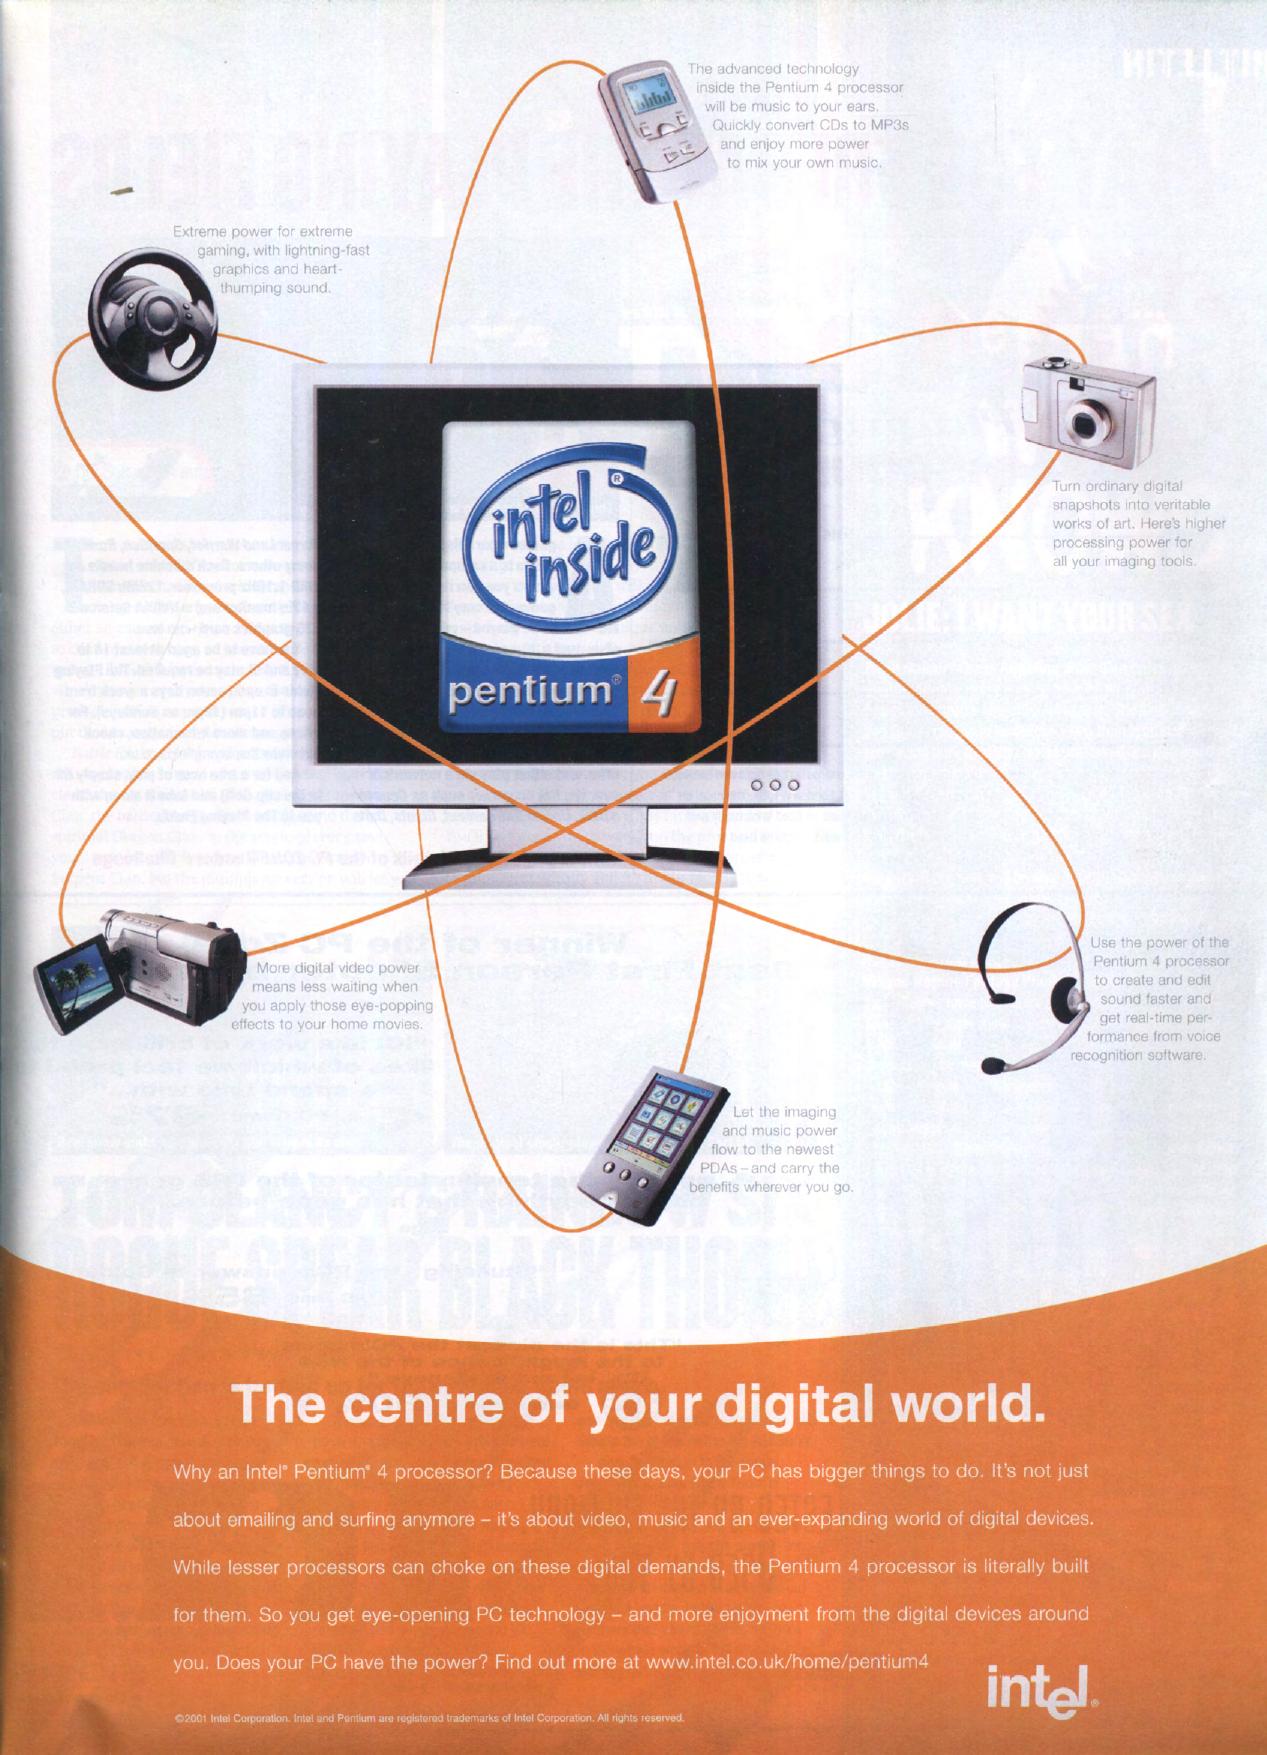 The advanced technology
inside the Pentium 4 processor
will be music to your ears.
Quickly convert CDs to MP3s
and enjoy more power
to mix your own music.
Extreme power for extreme
gaming, with lightning-fast
graphics and heart-
thumping sound.
intel
inside®
pentium® 4
Turn ordinary digital
snapshots into veritable
works of art. Here's higher
processing power for
all your imaging tools.
More digital video power
means less waiting when
you apply those eye-popping
effects to your home movies.
Use the power of the
Pentium 4 processor
to create and edit
sound faster and
get real-time per-
formance from voice
recognition software.
Let the imaging
and music power
flow to the newest
PDAs – and carry the
benefits wherever you go.
The centre of your digital world.
Why an Intel® Pentium® 4 processor? Because these days, your PC has bigger things to do. It's not just
about emailing and surfing anymore – it's about video, music and an ever-expanding world of digital devices.
While lesser processors can choke on these digital demands, the Pentium 4 processor is literally built
for them. So you get eye-opening PC technology – and more enjoyment from the digital devices around
you. Does your PC have the power? Find out more at www.intel.co.uk/home/pentium4
intel®
©2001 Intel Corporation. Intel and Pentium are registered trademarks of Intel Corporation. All rights reserved.